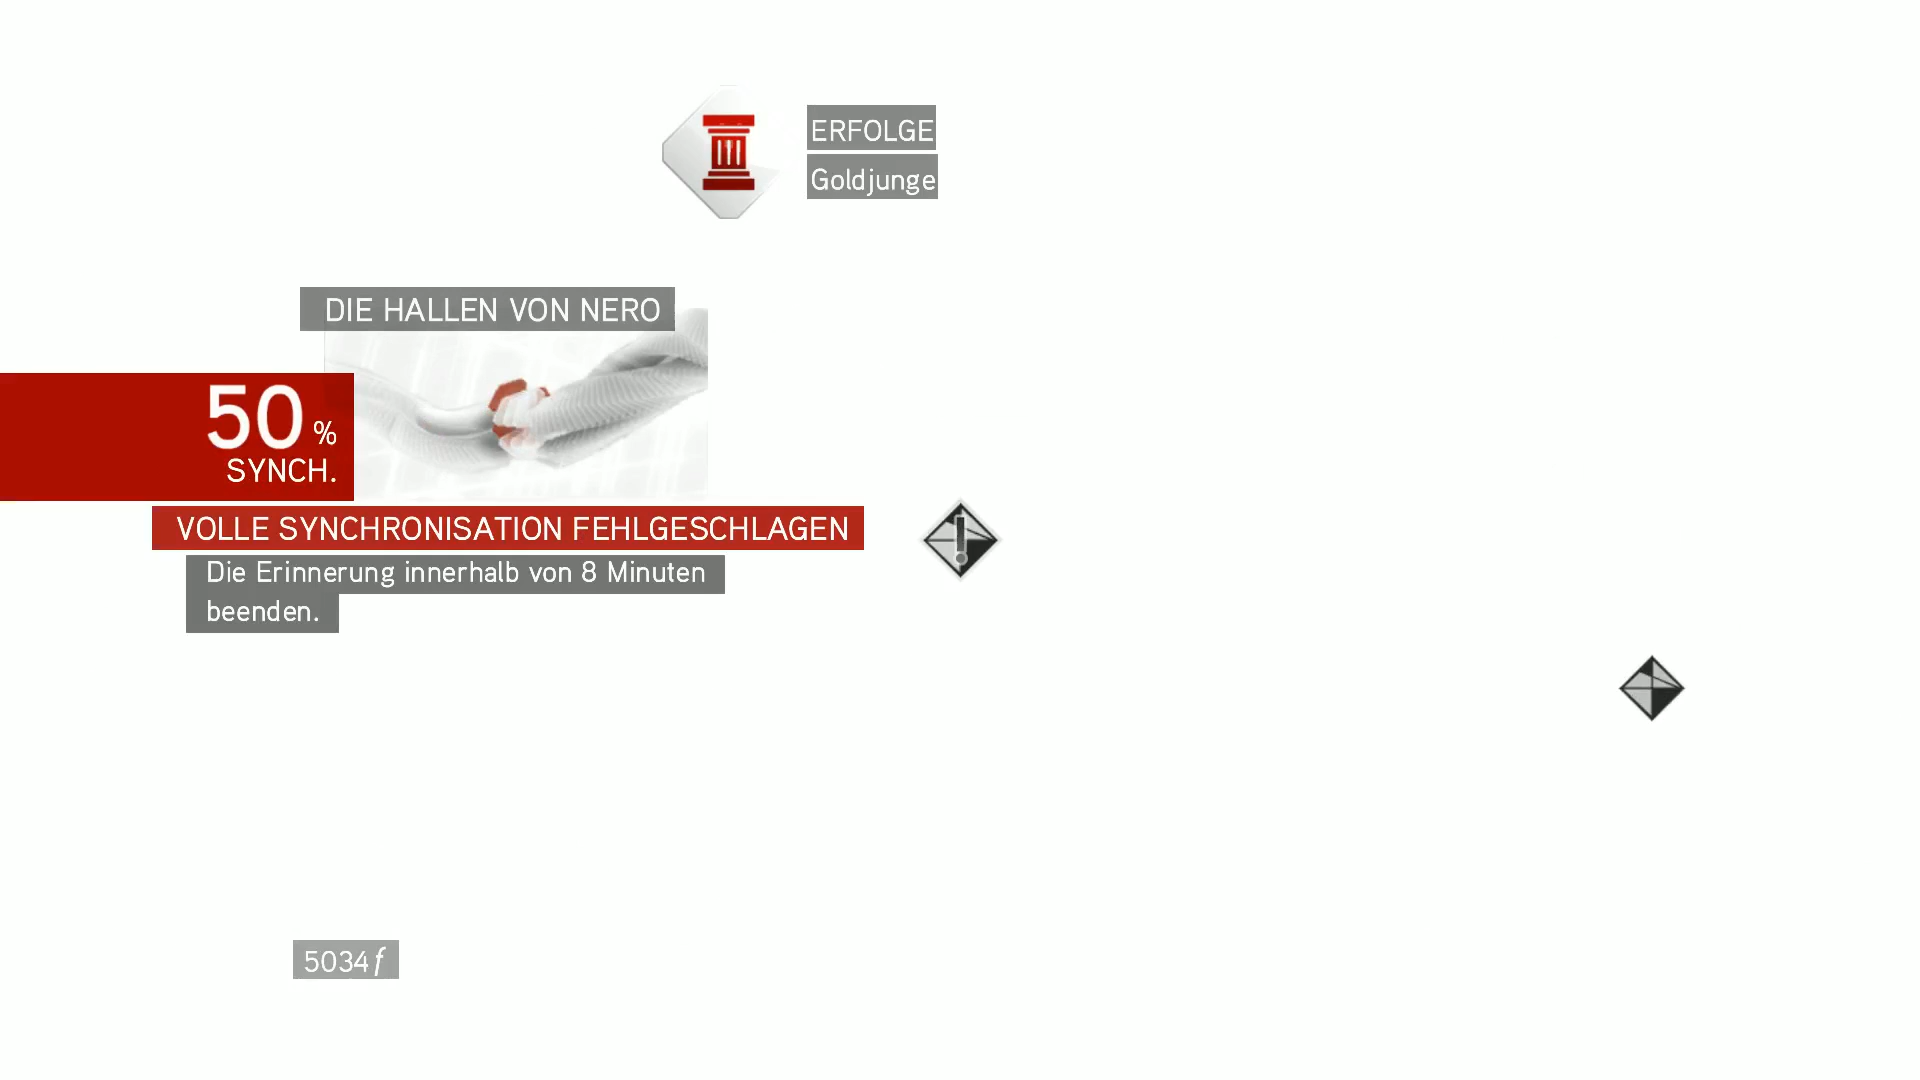 ERFOLGE
Goldjunge
DIE HALLEN VON NERO
50 %
SYNCH.
VOLLE SYNCHRONISATION FEHLGESCHLAGEN
Die Erinnerung innerhalb von 8 Minuten
beenden.
5034 ƒ